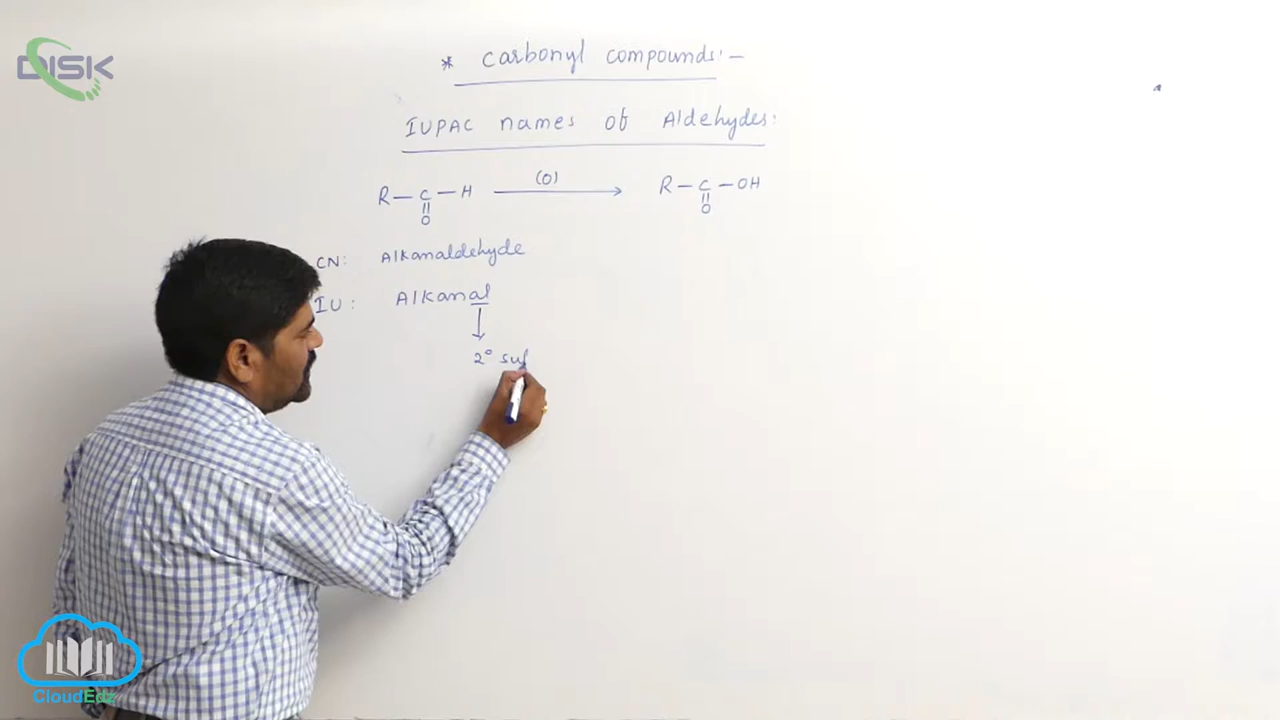 DISK
* Carbonyl compounds:-
IUPAC names of Aldehydes:
R-C-H (O) → R-C-OH
O O
CN: Alkanaldehyde
IU: Alkanal
↓
2° suf
CloudEdz